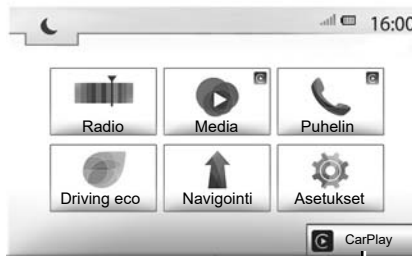 16:00
Radio
Media
Puhelin
Driving eco
Navigointi
Asetukset
CarPlay